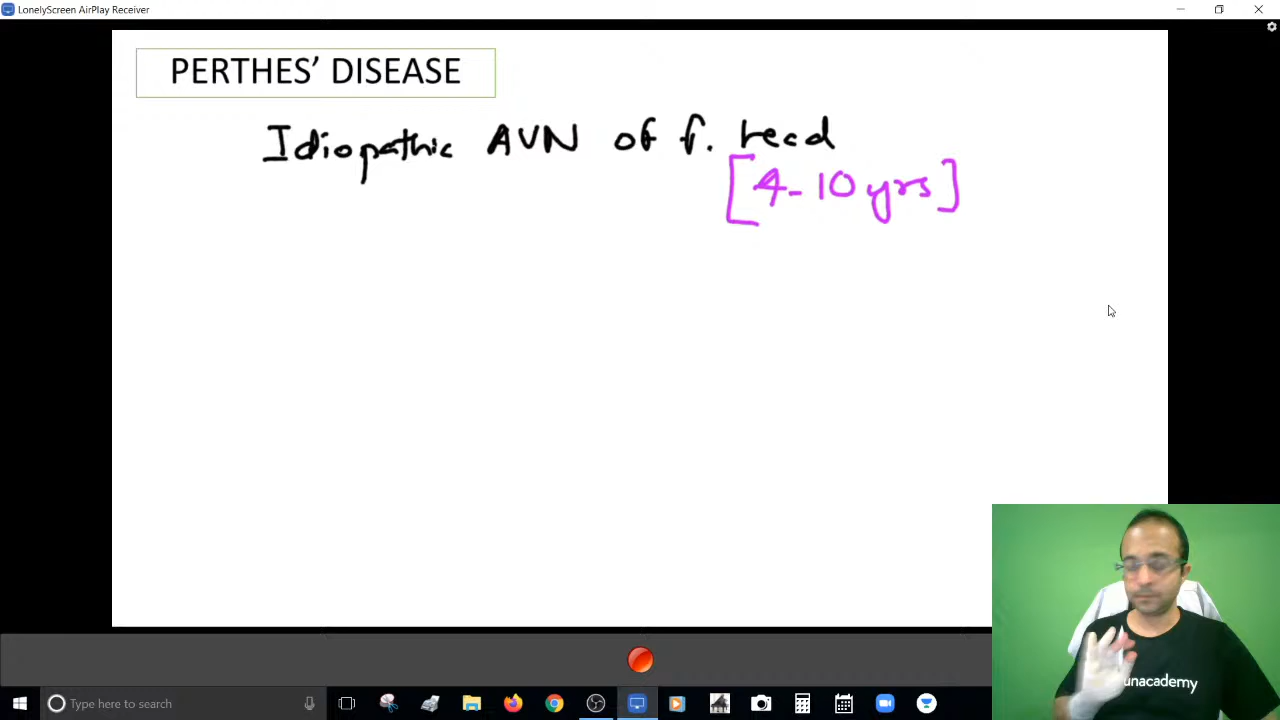 LonelyScreen AirPlay Receiver
PERTHES' DISEASE
Idiopathic AVN of f. head
[4-10 yrs]
unacademy
Type here to search